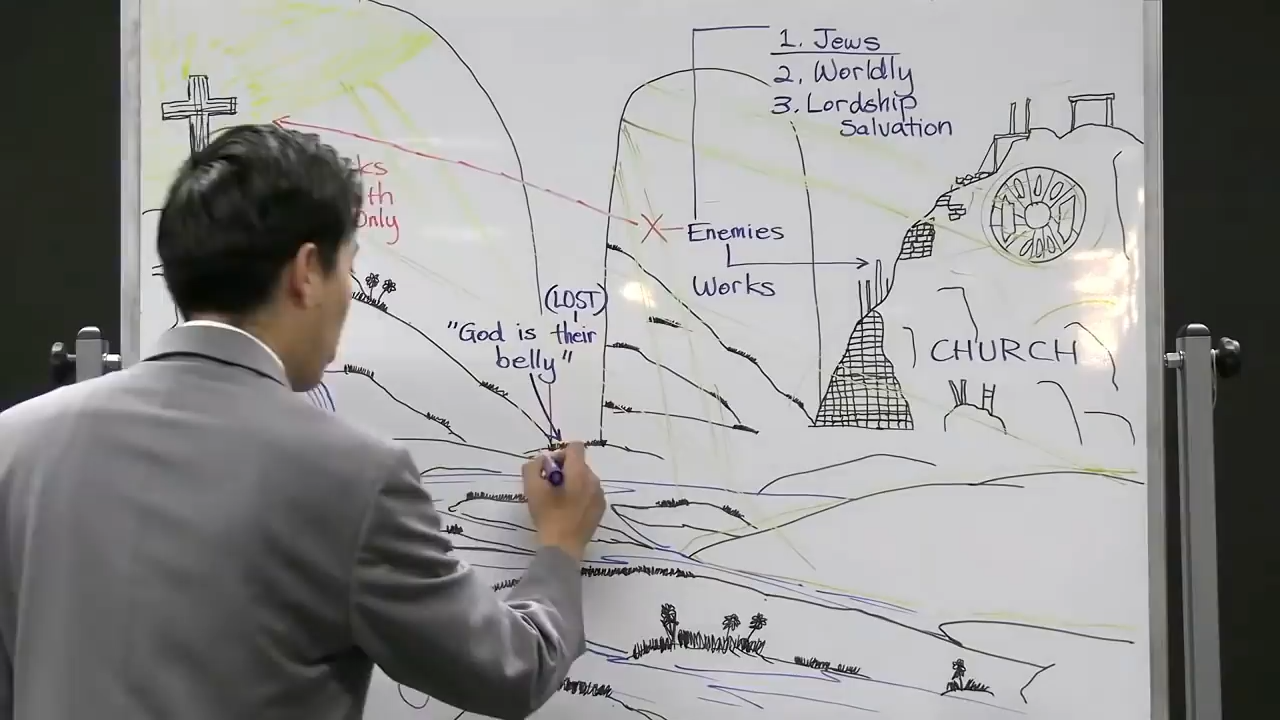 1. Jews
2. Worldly
3. Lordship
Salvation
Only
Enemies
Works
(LOST)
"God is their
belly"
CHURCH